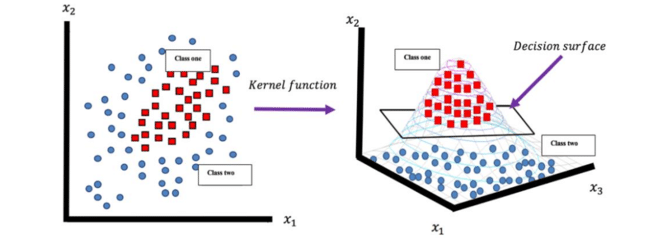 x₂
Class one
Class two
x₁
Kernel function
x₂
Class one
Decision surface
Class two
x₃
x₁